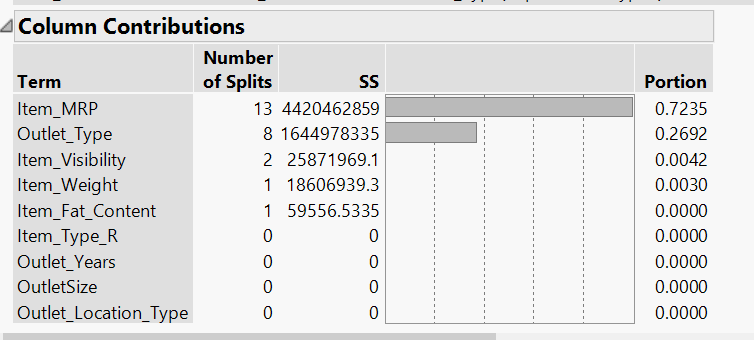 Column Contributions
Number
Term of Splits SS Portion
Item_MRP 13 4420462859 0.7235
Outlet_Type 8 1644978335 0.2692
Item_Visibility 2 25871969.1 0.0042
Item_Weight 1 18606939.3 0.0030
Item_Fat_Content 1 59556.5335 0.0000
Item_Type_R 0 0 0.0000
Outlet_Years 0 0 0.0000
OutletSize 0 0 0.0000
Outlet_Location_Type 0 0 0.0000